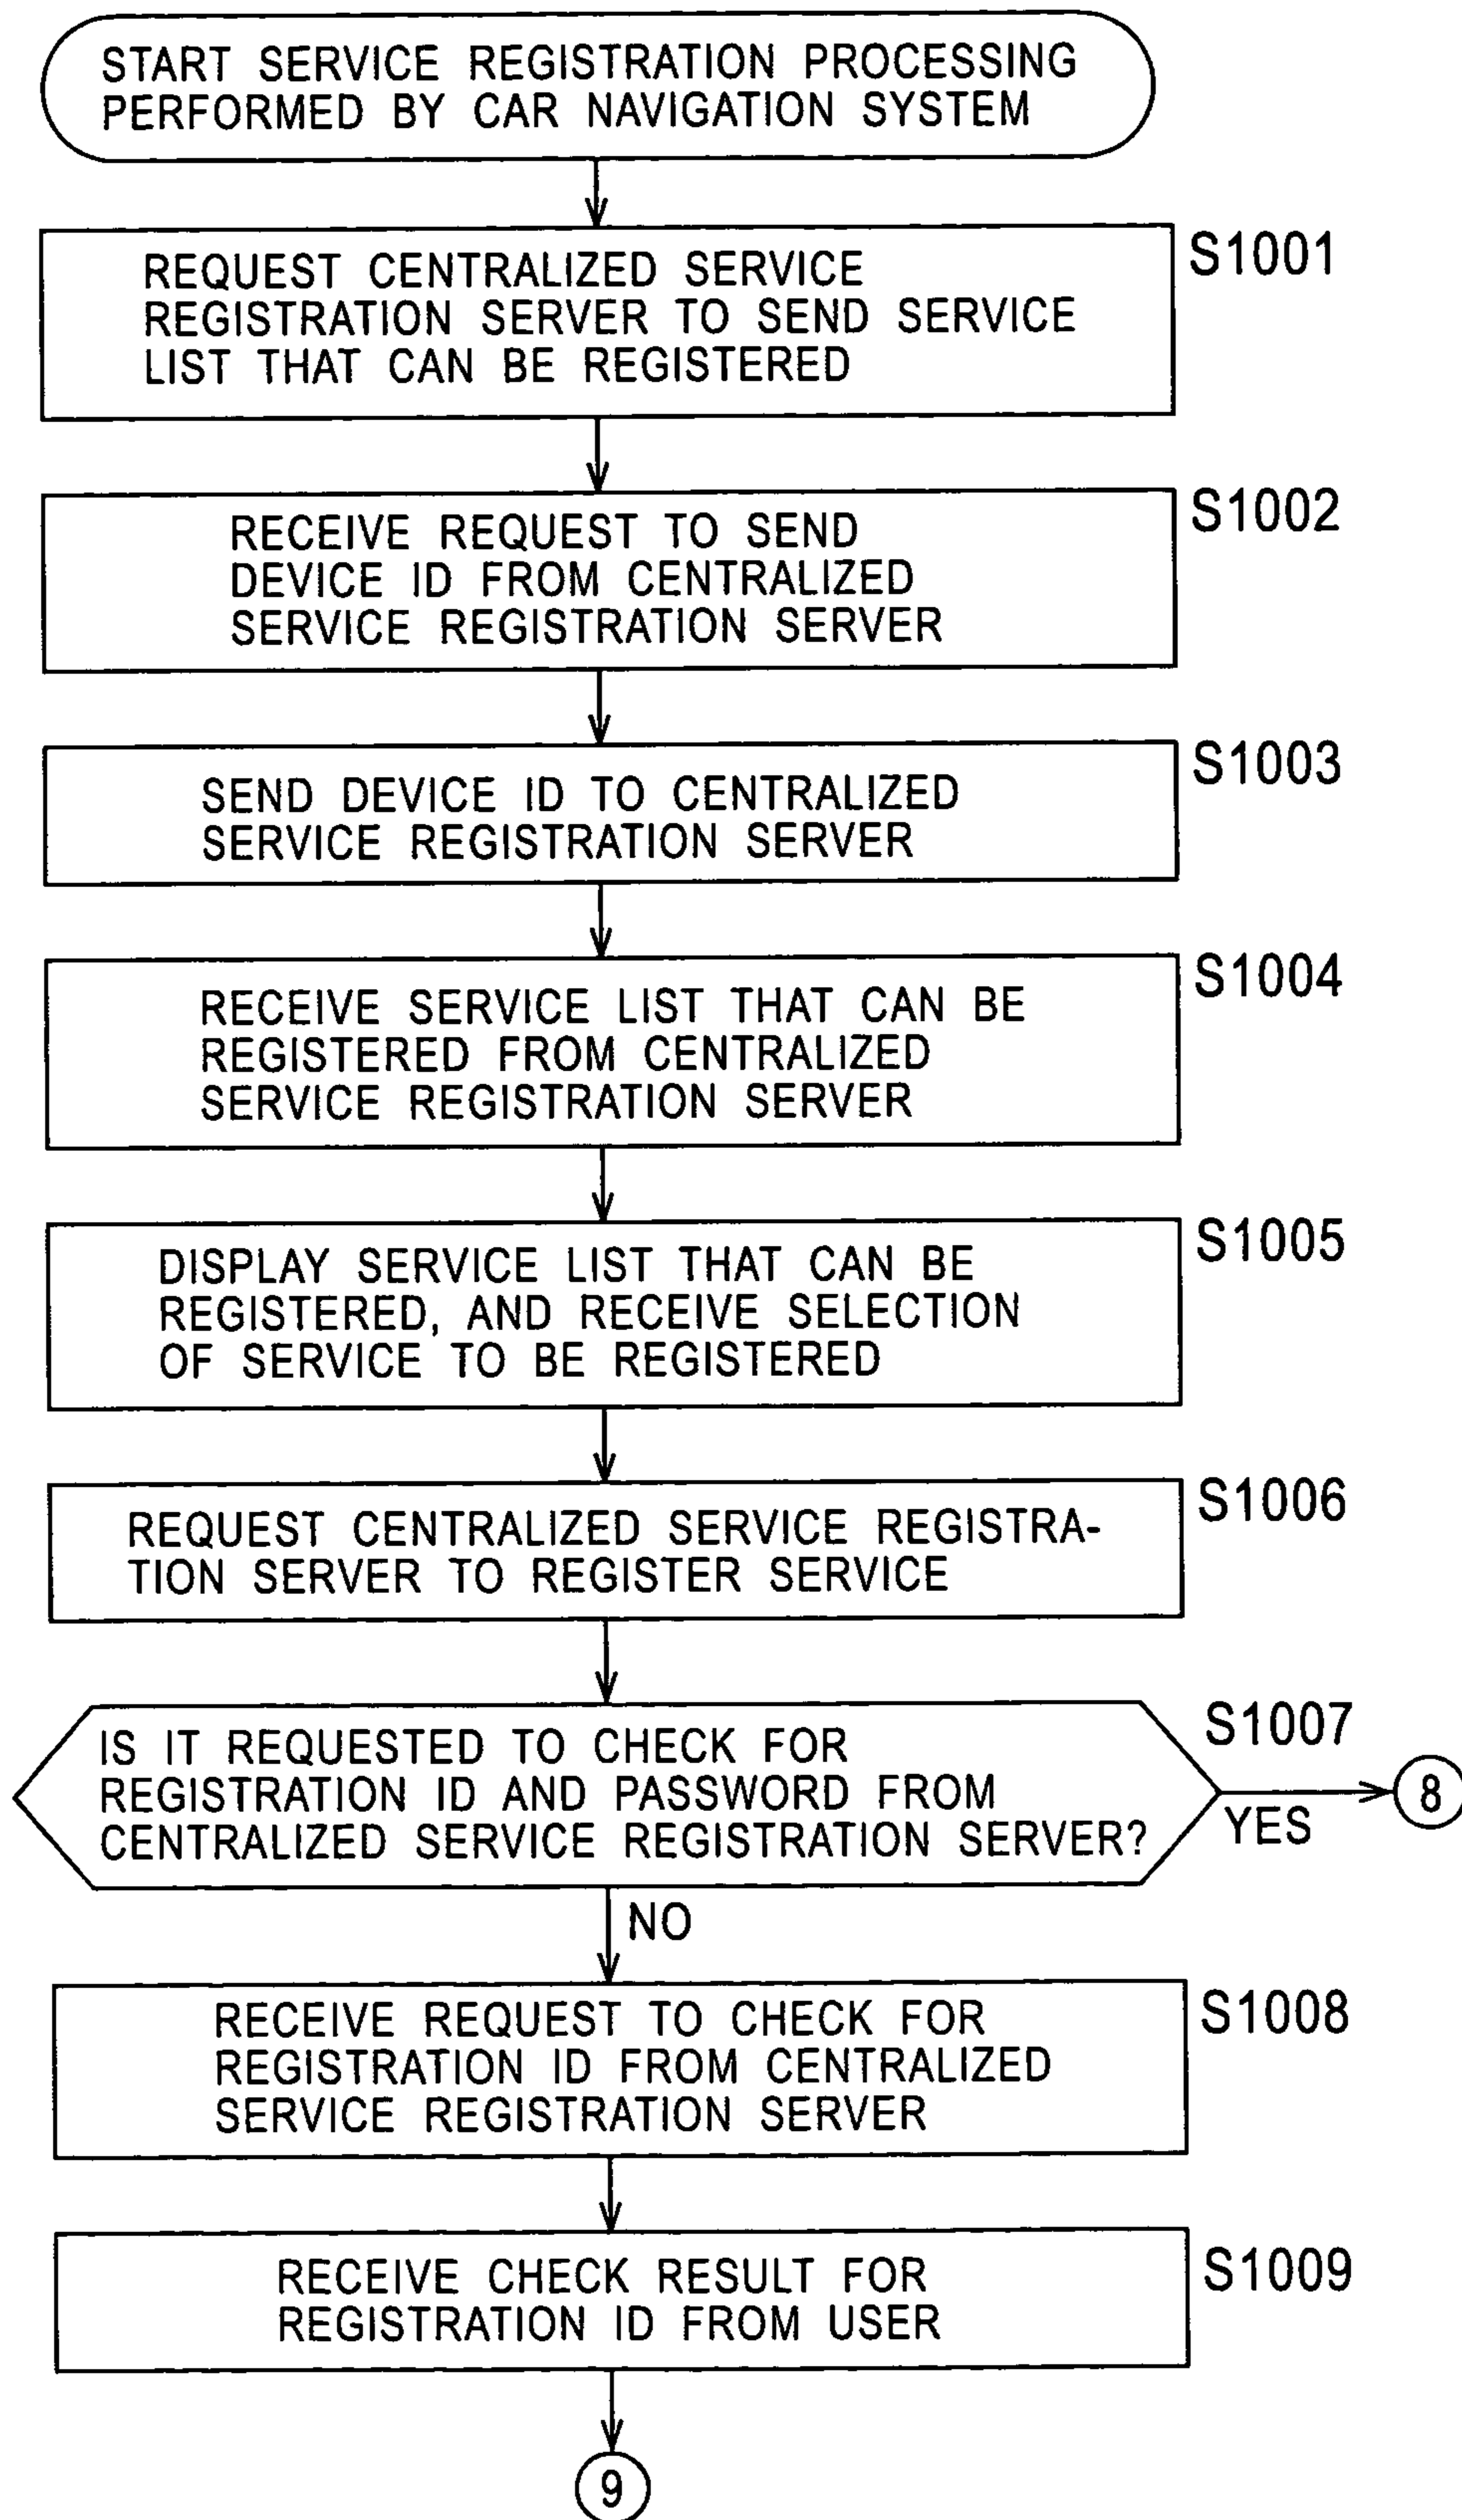 START SERVICE REGISTRATION PROCESSING
PERFORMED BY CAR NAVIGATION SYSTEM
REQUEST CENTRALIZED SERVICE
REGISTRATION SERVER TO SEND SERVICE
LIST THAT CAN BE REGISTERED
S1001
RECEIVE REQUEST TO SEND
DEVICE ID FROM CENTRALIZED
SERVICE REGISTRATION SERVER
S1002
SEND DEVICE ID TO CENTRALIZED
SERVICE REGISTRATION SERVER
S1003
RECEIVE SERVICE LIST THAT CAN BE
REGISTERED FROM CENTRALIZED
SERVICE REGISTRATION SERVER
S1004
DISPLAY SERVICE LIST THAT CAN BE
REGISTERED, AND RECEIVE SELECTION
OF SERVICE TO BE REGISTERED
S1005
REQUEST CENTRALIZED SERVICE REGISTRA-
TION SERVER TO REGISTER SERVICE
S1006
IS IT REQUESTED TO CHECK FOR
REGISTRATION ID AND PASSWORD FROM
CENTRALIZED SERVICE REGISTRATION SERVER?
S1007
YES
8
NO
RECEIVE REQUEST TO CHECK FOR
REGISTRATION ID FROM CENTRALIZED
SERVICE REGISTRATION SERVER
S1008
RECEIVE CHECK RESULT FOR
REGISTRATION ID FROM USER
S1009
9